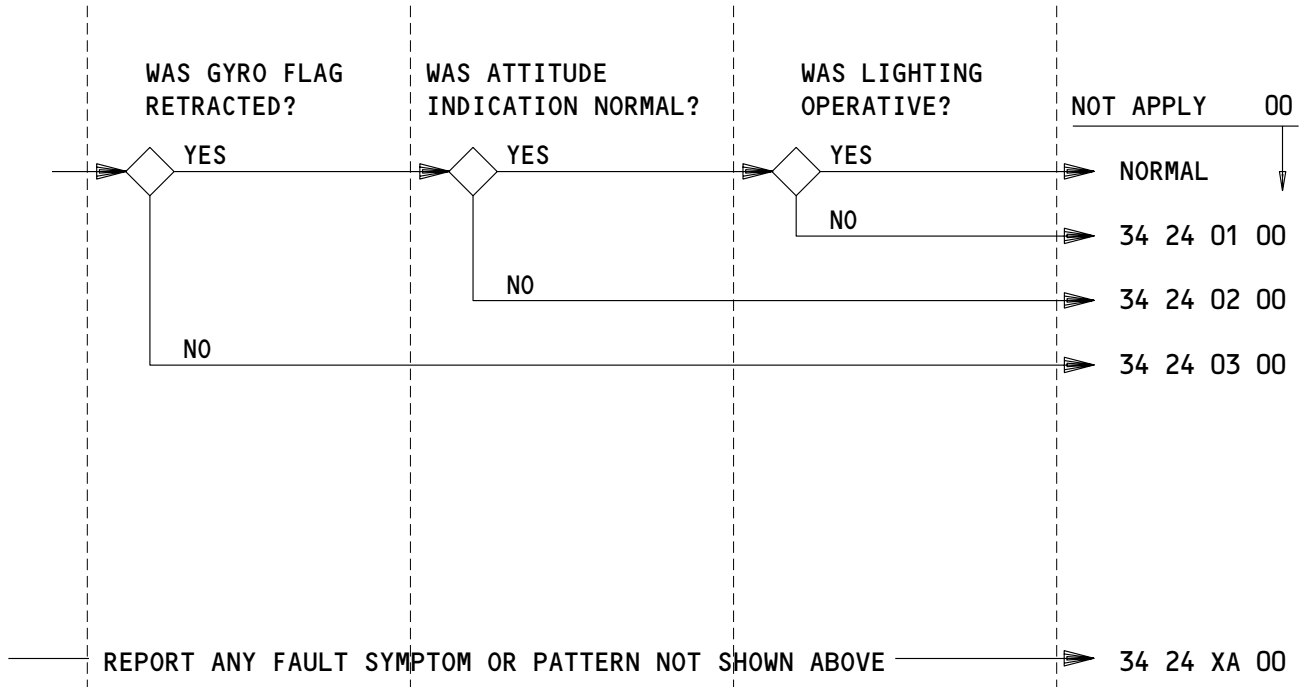 WAS GYRO FLAG
RETRACTED?
WAS ATTITUDE
INDICATION NORMAL?
WAS LIGHTING
OPERATIVE?
NOT APPLY 00
YES
YES
YES
NORMAL
NO
34 24 01 00
NO
34 24 02 00
NO
34 24 03 00
REPORT ANY FAULT SYMPTOM OR PATTERN NOT SHOWN ABOVE
34 24 XA 00